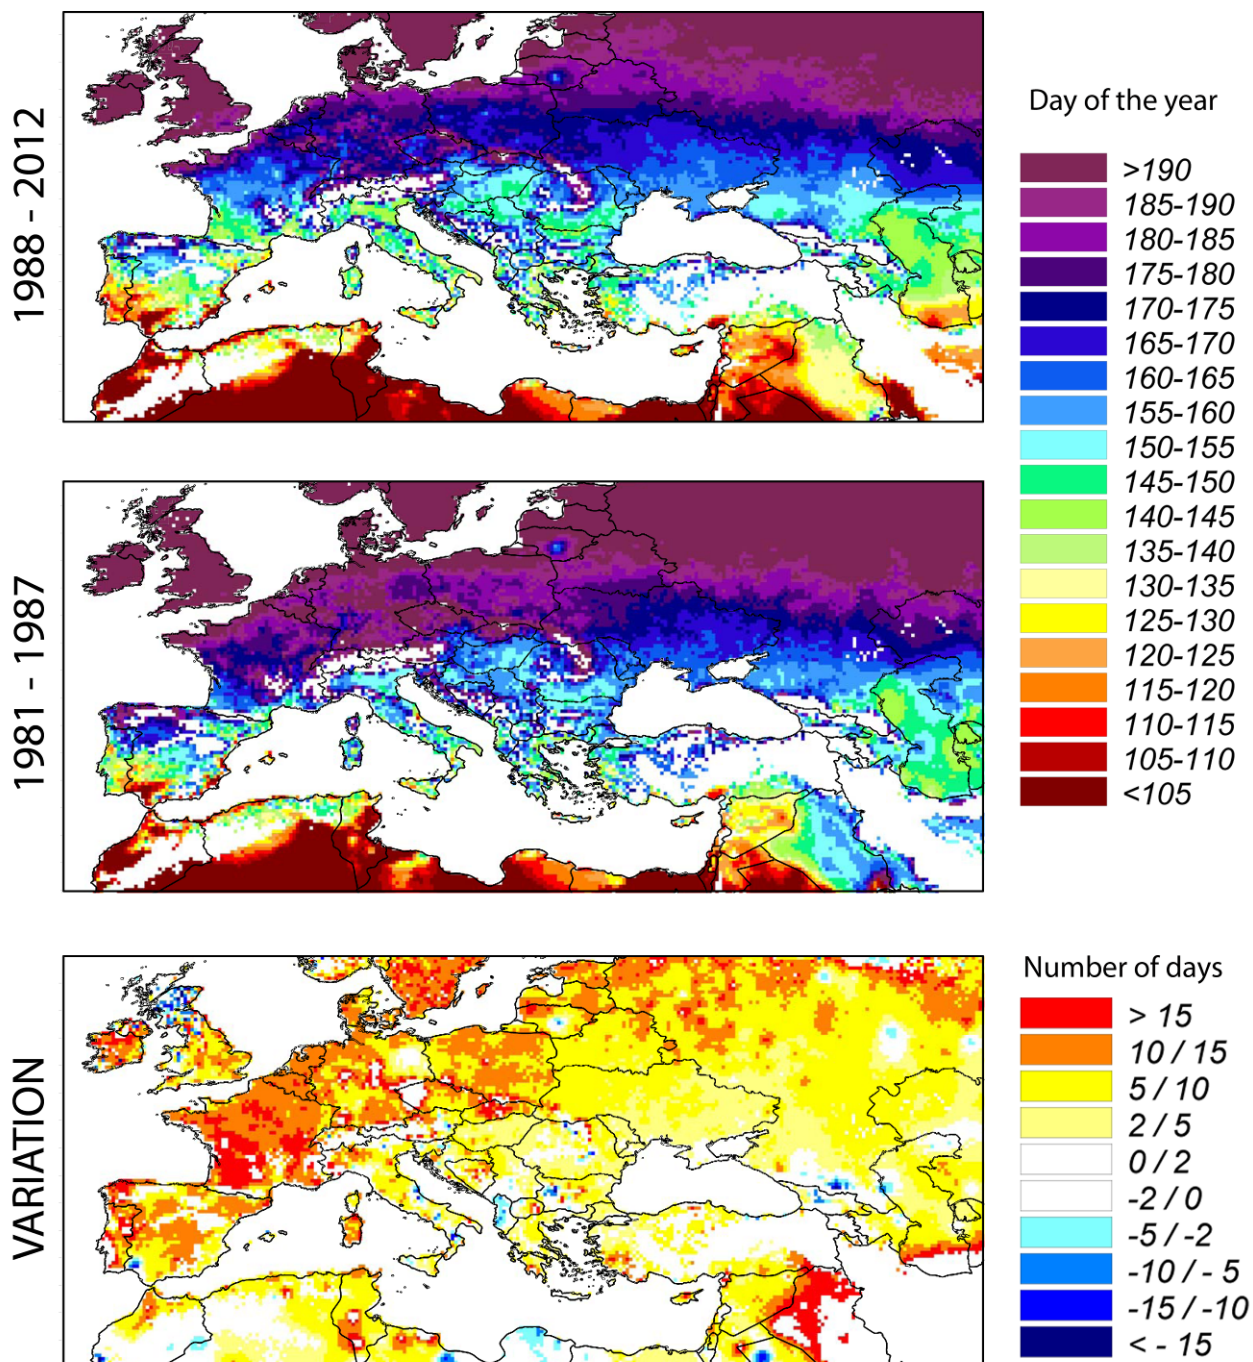 1988 - 2012
Day of the year
>190
185-190
180-185
175-180
170-175
165-170
160-165
155-160
150-155
145-150
140-145
135-140
130-135
125-130
120-125
115-120
110-115
105-110
<105
1981 - 1987
VARIATION
Number of days
> 15
10 / 15
5 / 10
2 / 5
0 / 2
-2 / 0
-5 / -2
-10 / - 5
-15 / -10
< - 15